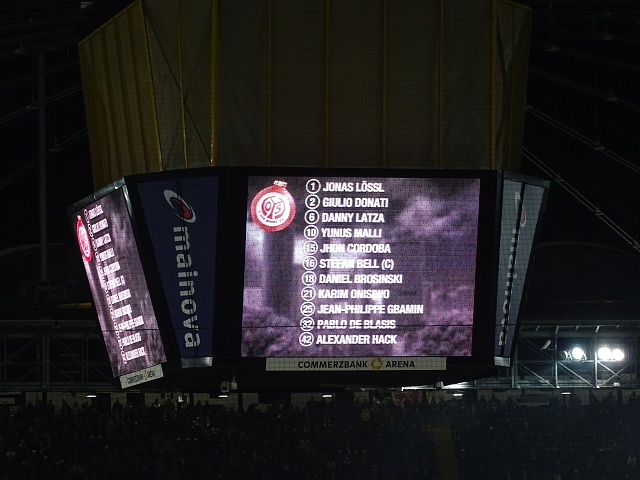 1 JONAS LÖSSL
2 GIULIO DONATI
6 DANNY LATZA
10 YUNUS MALLI
15 JHON CORDOBA
16 STEFAN BELL (C)
18 DANIEL BROSINSKI
21 KARIM ONISIWO
25 JEAN-PHILIPPE GBAMIN
32 PABLO DE BLASIS
42 ALEXANDER HACK
mainova
COMMERZBANK ARENA